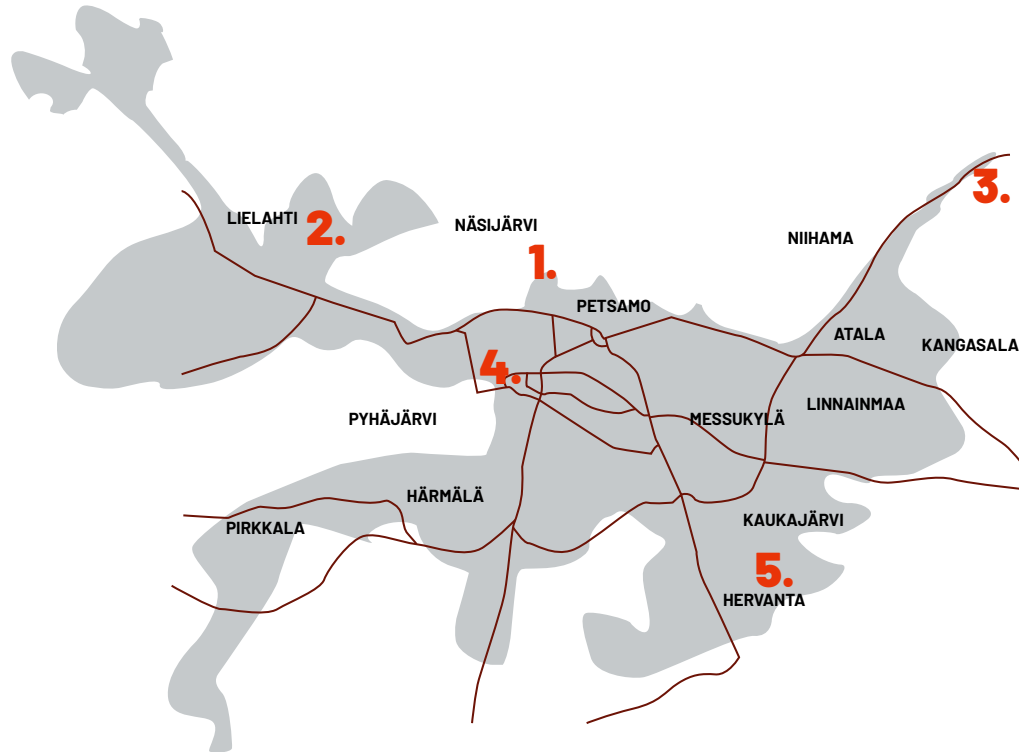 3.
LIELAHTI
2.
NÄSIJÄRVI
NIIHAMA
1.
PETSAMO
ATALA
KANGASALA
4.
LINNAINMAA
PYHÄJÄRVI
MESSUKYLÄ
HÄRMÄLÄ
KAUKAJÄRVI
PIRKKALA
5.
HERVANTA